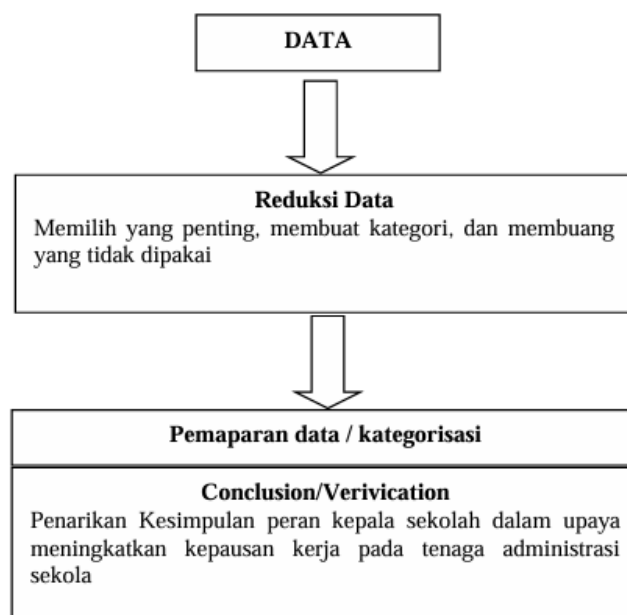 DATA
Reduksi Data
Memilih yang penting, membuat kategori, dan membuang
yang tidak dipakai
Pemaparan data / kategorisasi
Conclusion/Verivication
Penarikan Kesimpulan peran kepala sekolah dalam upaya
meningkatkan kepausan kerja pada tenaga administrasi
sekola